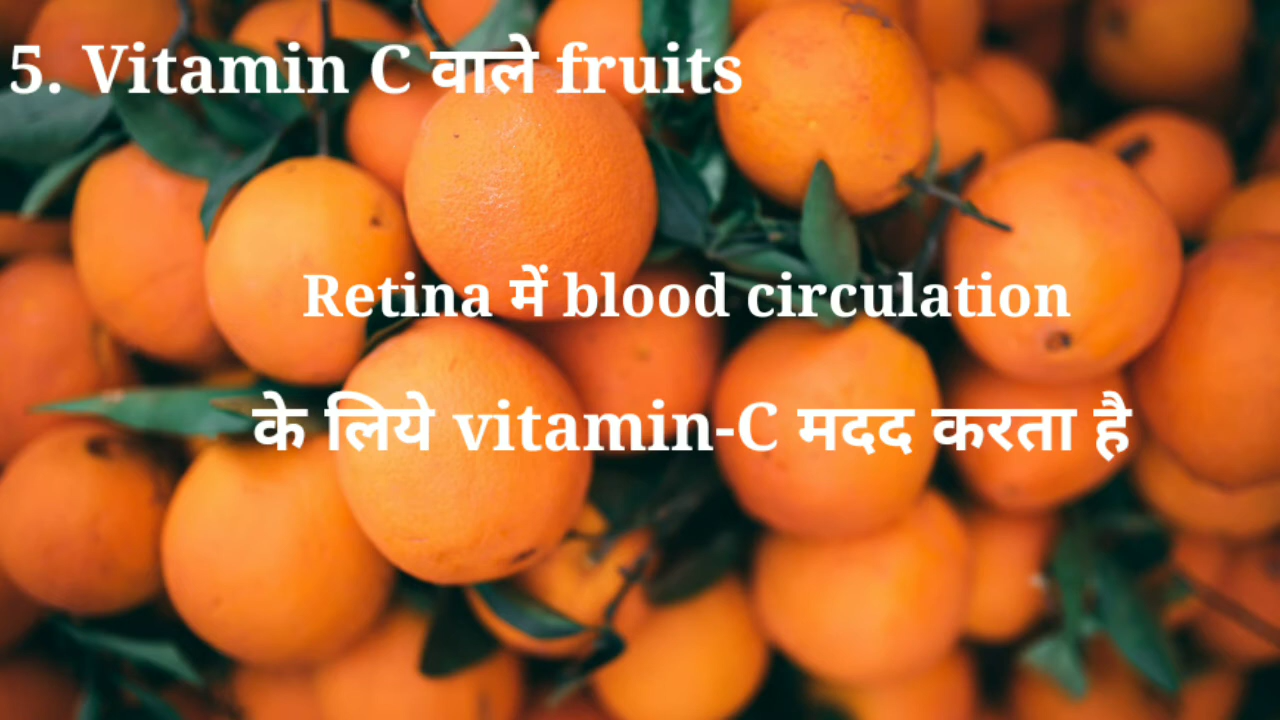 5. Vitamin C वाले fruits
Retina में blood circulation
के लिये vitamin-C मदद करता है